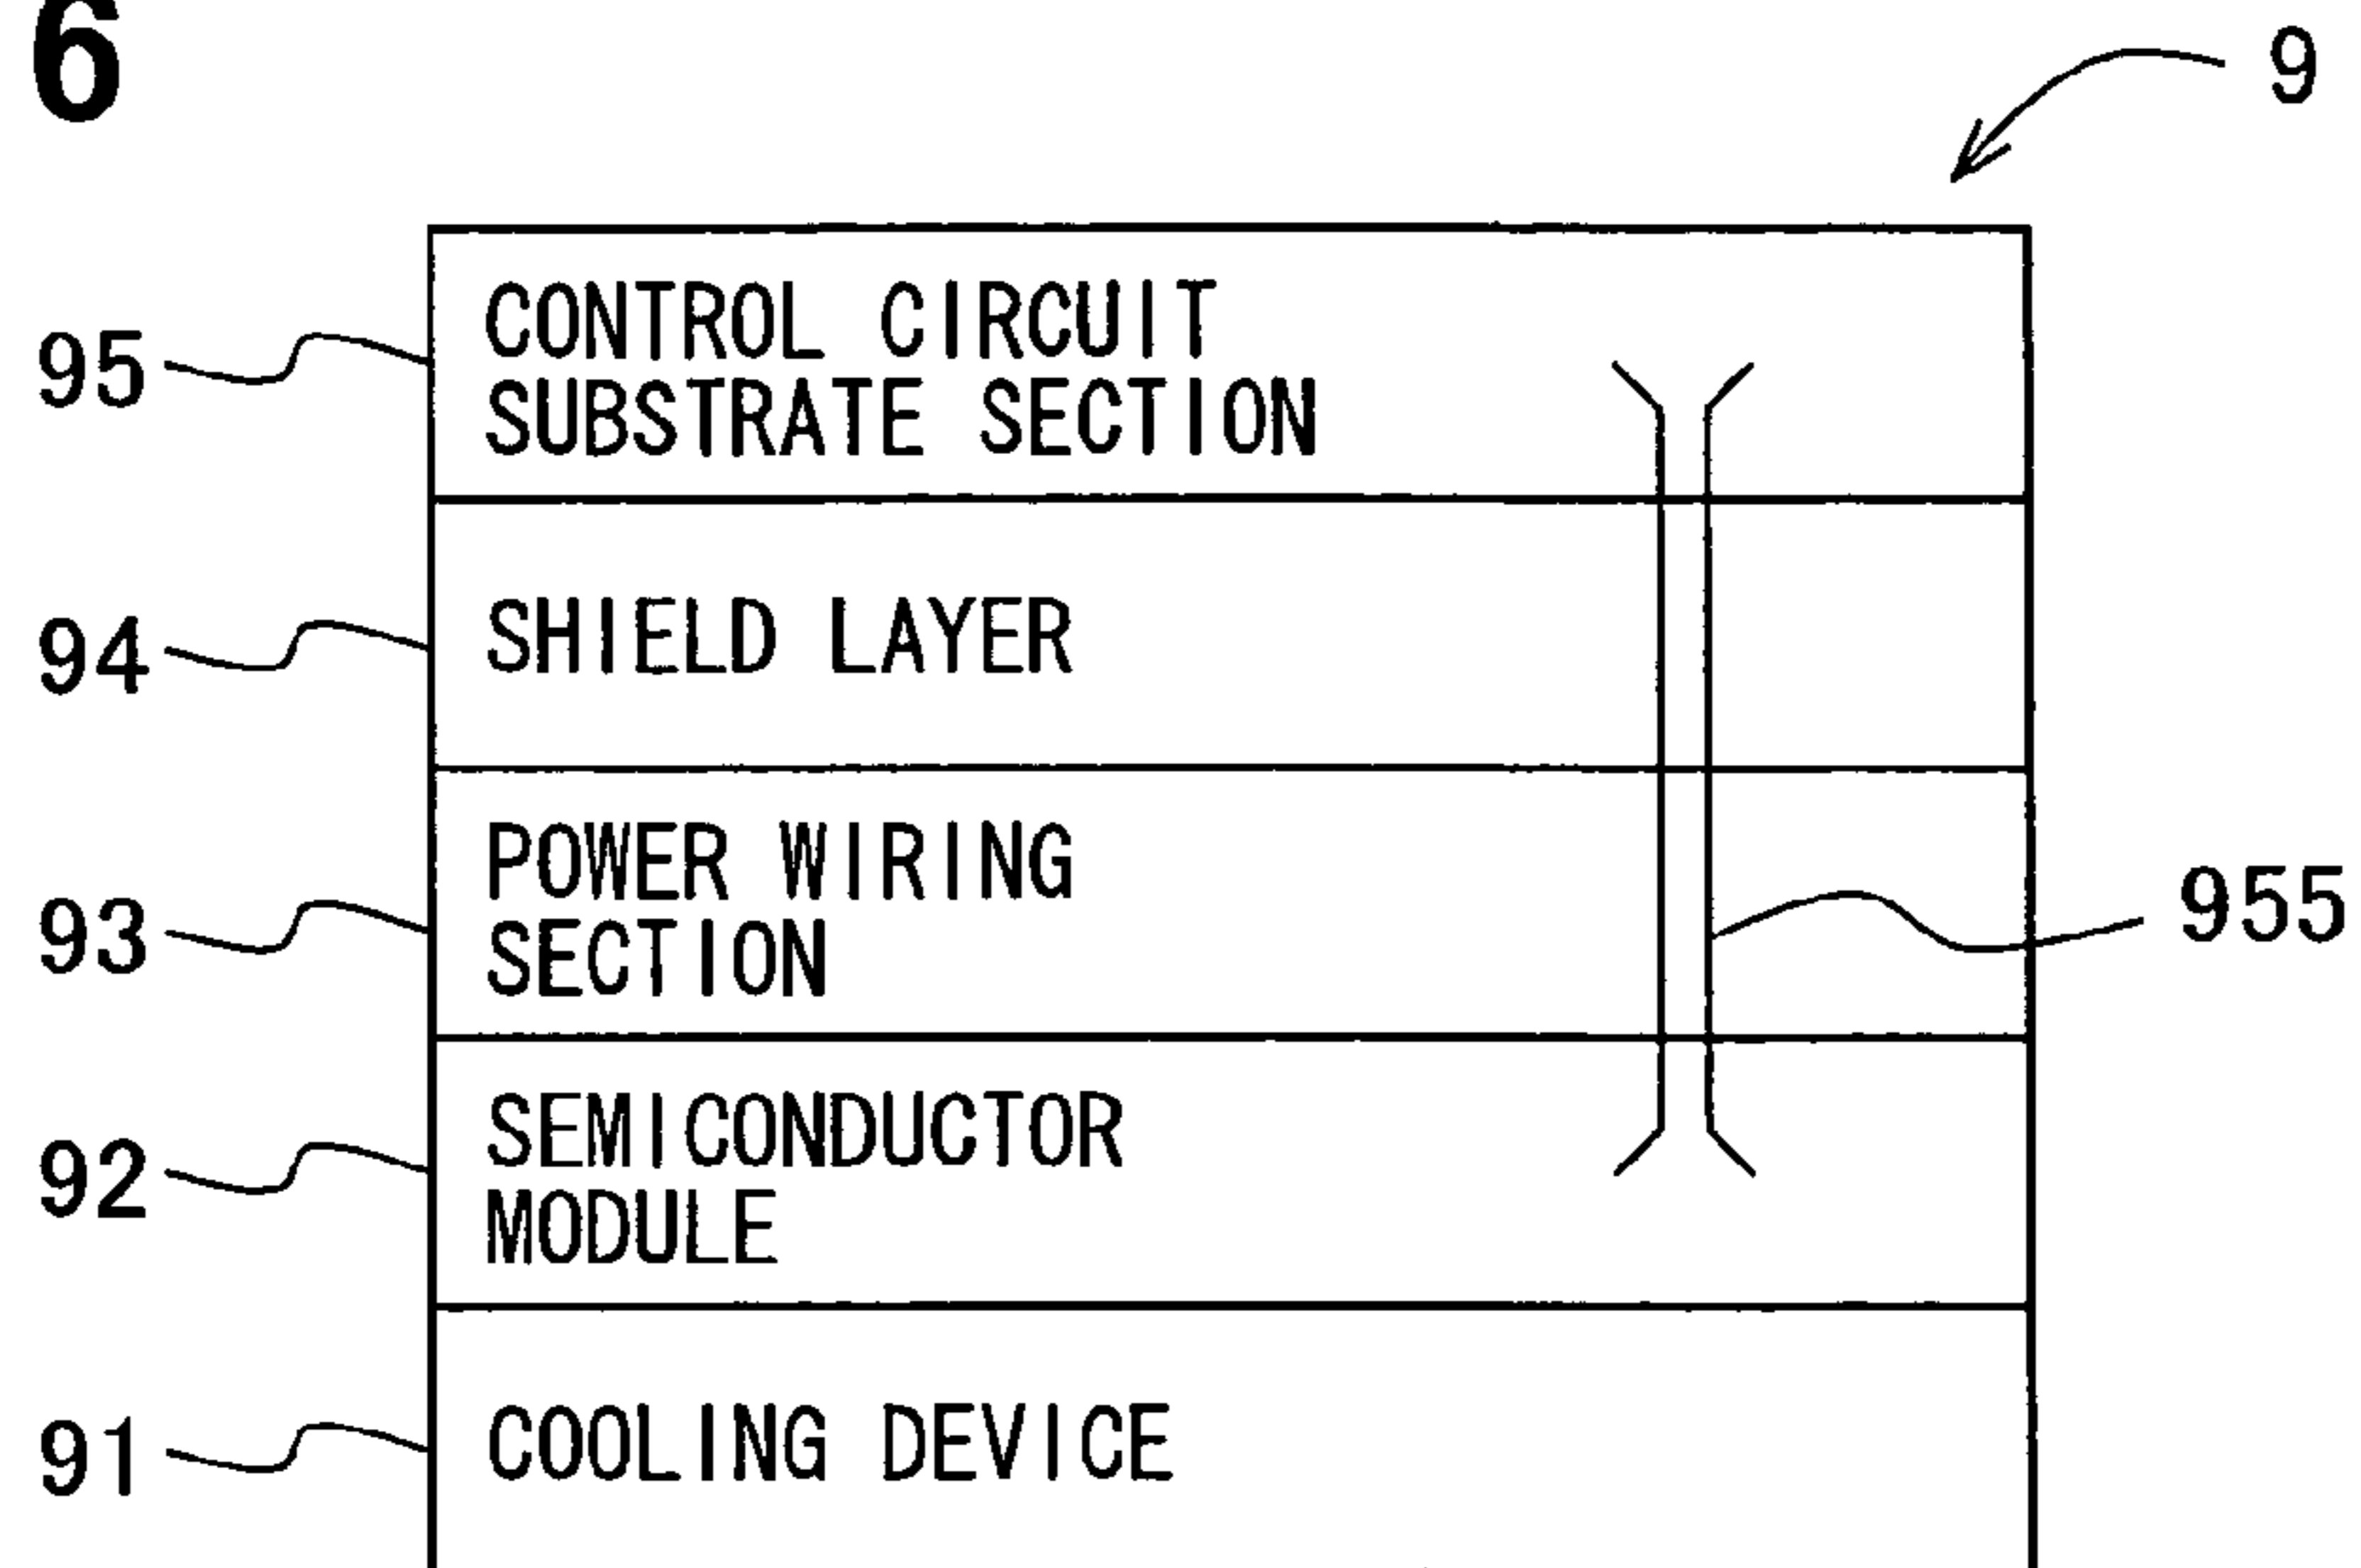 6
9
95
CONTROL CIRCUIT
SUBSTRATE SECTION
94
SHIELD LAYER
93
POWER WIRING
SECTION
955
92
SEMICONDUCTOR
MODULE
91
COOLING DEVICE